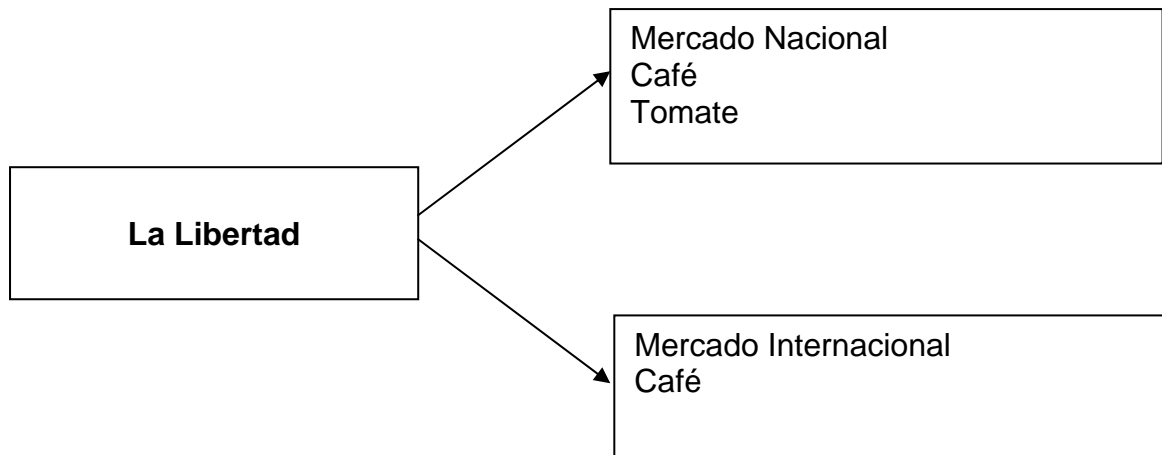 Mercado Nacional
Café
Tomate
La Libertad
Mercado Internacional
Café